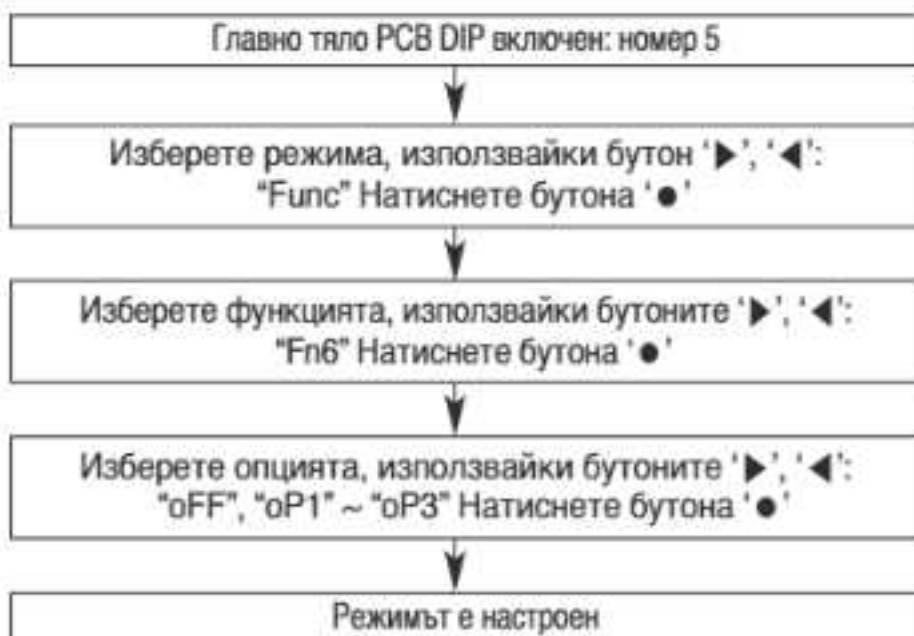 Главно тяло PCB DIP включен: номер 5
Изберете режима, използвайки бутон ‘▶’, ‘◀’:
“Func” Натиснете бутона ‘●’
Изберете функцията, използвайки бутоните ‘▶’, ‘◀’:
“Fn6” Натиснете бутона ‘●’
Изберете опцията, използвайки бутоните ‘▶’, ‘◀’:
“oFF”, “oP1” ~ “oP3” Натиснете бутона ‘●’
Режимът е настроен